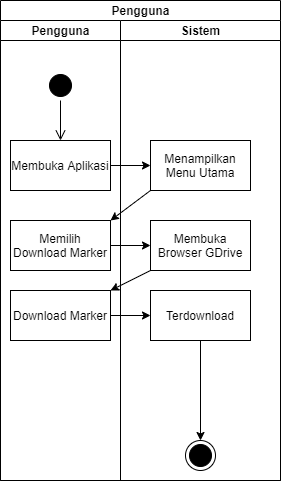 Pengguna
Pengguna
Sistem
Membuka Aplikasi
Menampilkan
Menu Utama
Memilih
Download Marker
Membuka
Browser GDrive
Download Marker
Terdownload